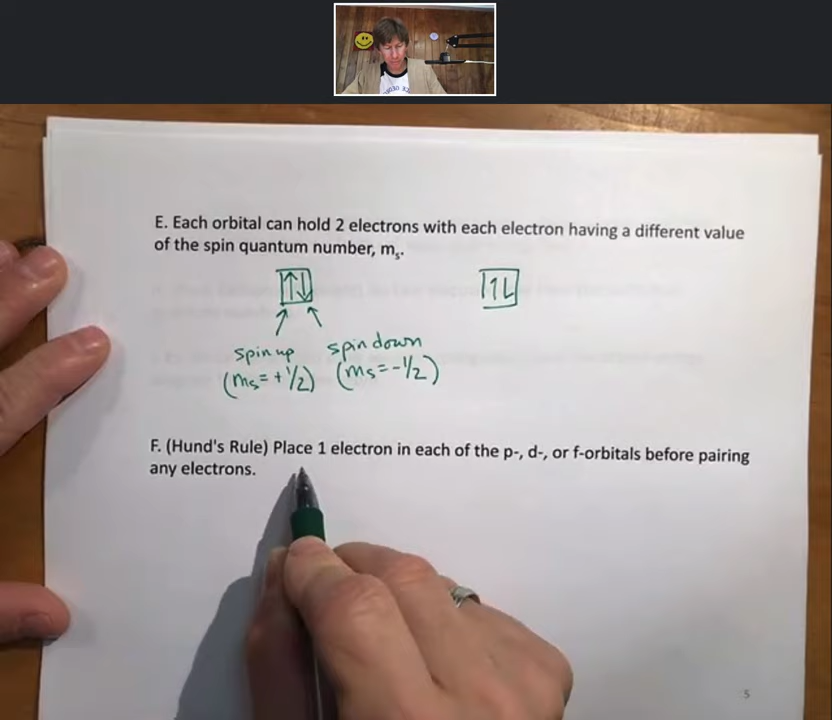 E. Each orbital can hold 2 electrons with each electron having a different value
of the spin quantum number, mₛ.
↑↓ ↑⇂
spin up spin down
(mₛ = +1/2) (mₛ = -1/2)
F. (Hund's Rule) Place 1 electron in each of the p-, d-, or f-orbitals before pairing
any electrons.
5